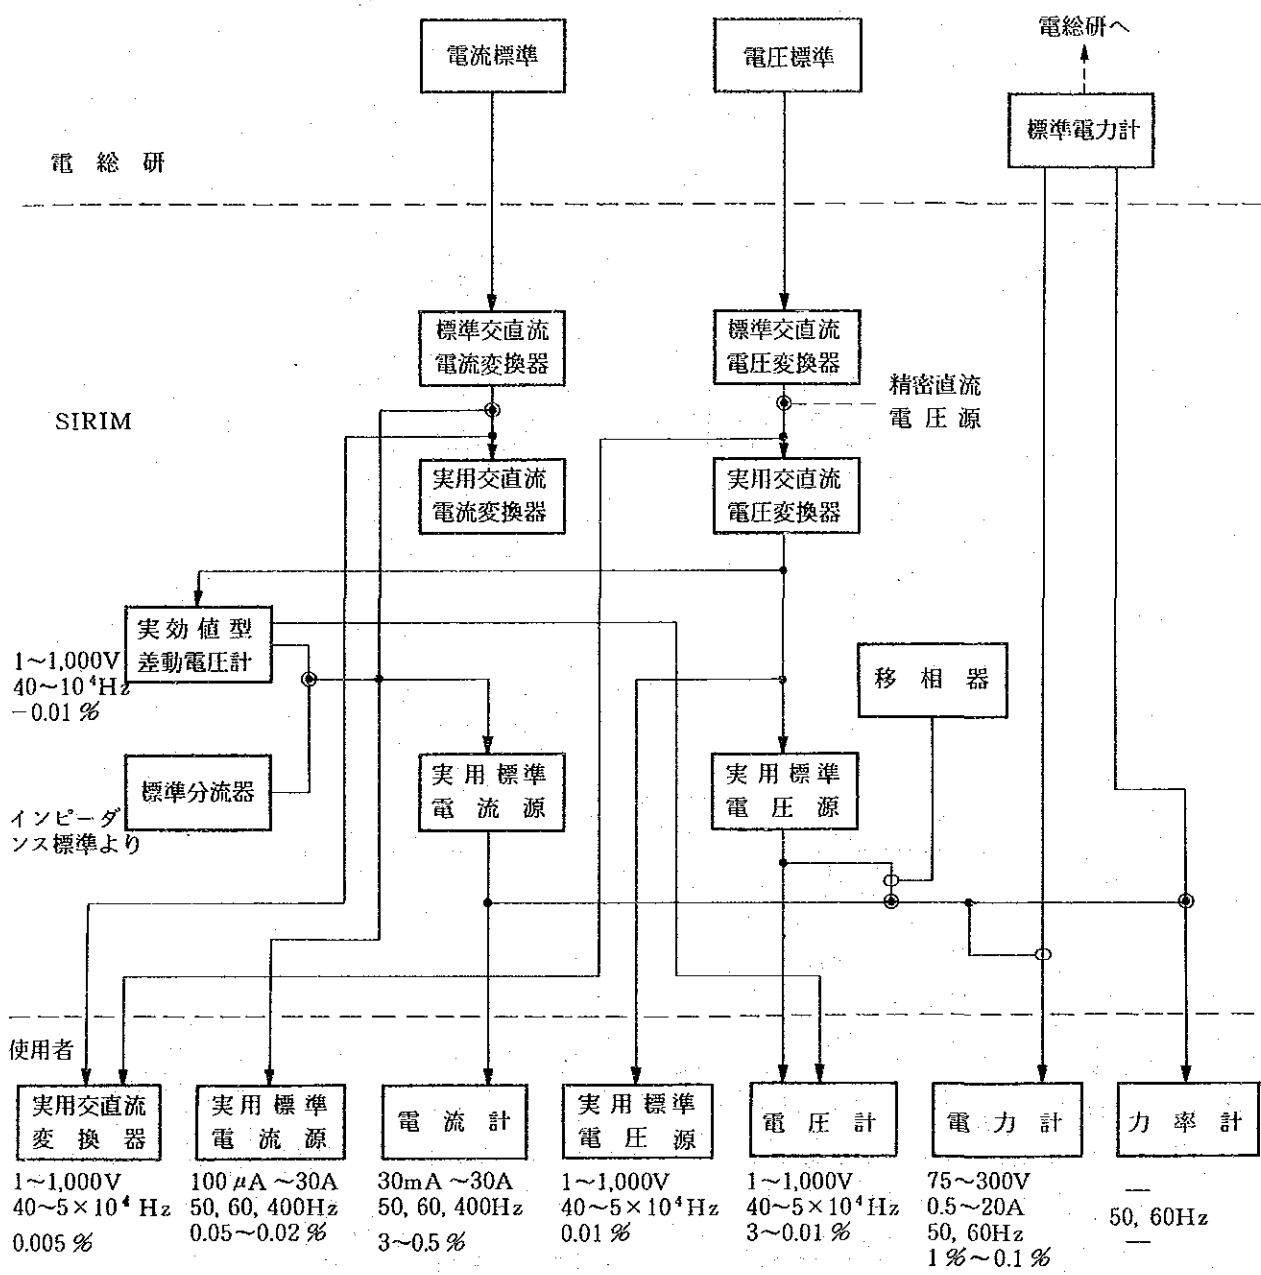 電流標準
電圧標準
電総研へ
標準電力計
電総研
標準交直流
電流変換器
標準交直流
電圧変換器
精密直流
電圧源
SIRIM
実用交直流
電流変換器
実用交直流
電圧変換器
実効値型
差動電圧計
1～1,000V
40～10⁴Hz
－0.01％
移相器
標準分流器
インピーダ
ンス標準より
実用標準
電流源
実用標準
電圧源
使用者
実用交直流
変換器
1～1,000V
40～5×10⁴Hz
0.005％
実用標準
電流源
100μA～30A
50, 60, 400Hz
0.05～0.02％
電流計
30mA～30A
50, 60, 400Hz
3～0.5％
実用標準
電圧源
1～1,000V
40～5×10⁴Hz
0.01％
電圧計
1～1,000V
40～5×10⁴Hz
3～0.01％
電力計
75～300V
0.5～20A
50, 60Hz
1％～0.1％
力率計
—
50, 60Hz
—